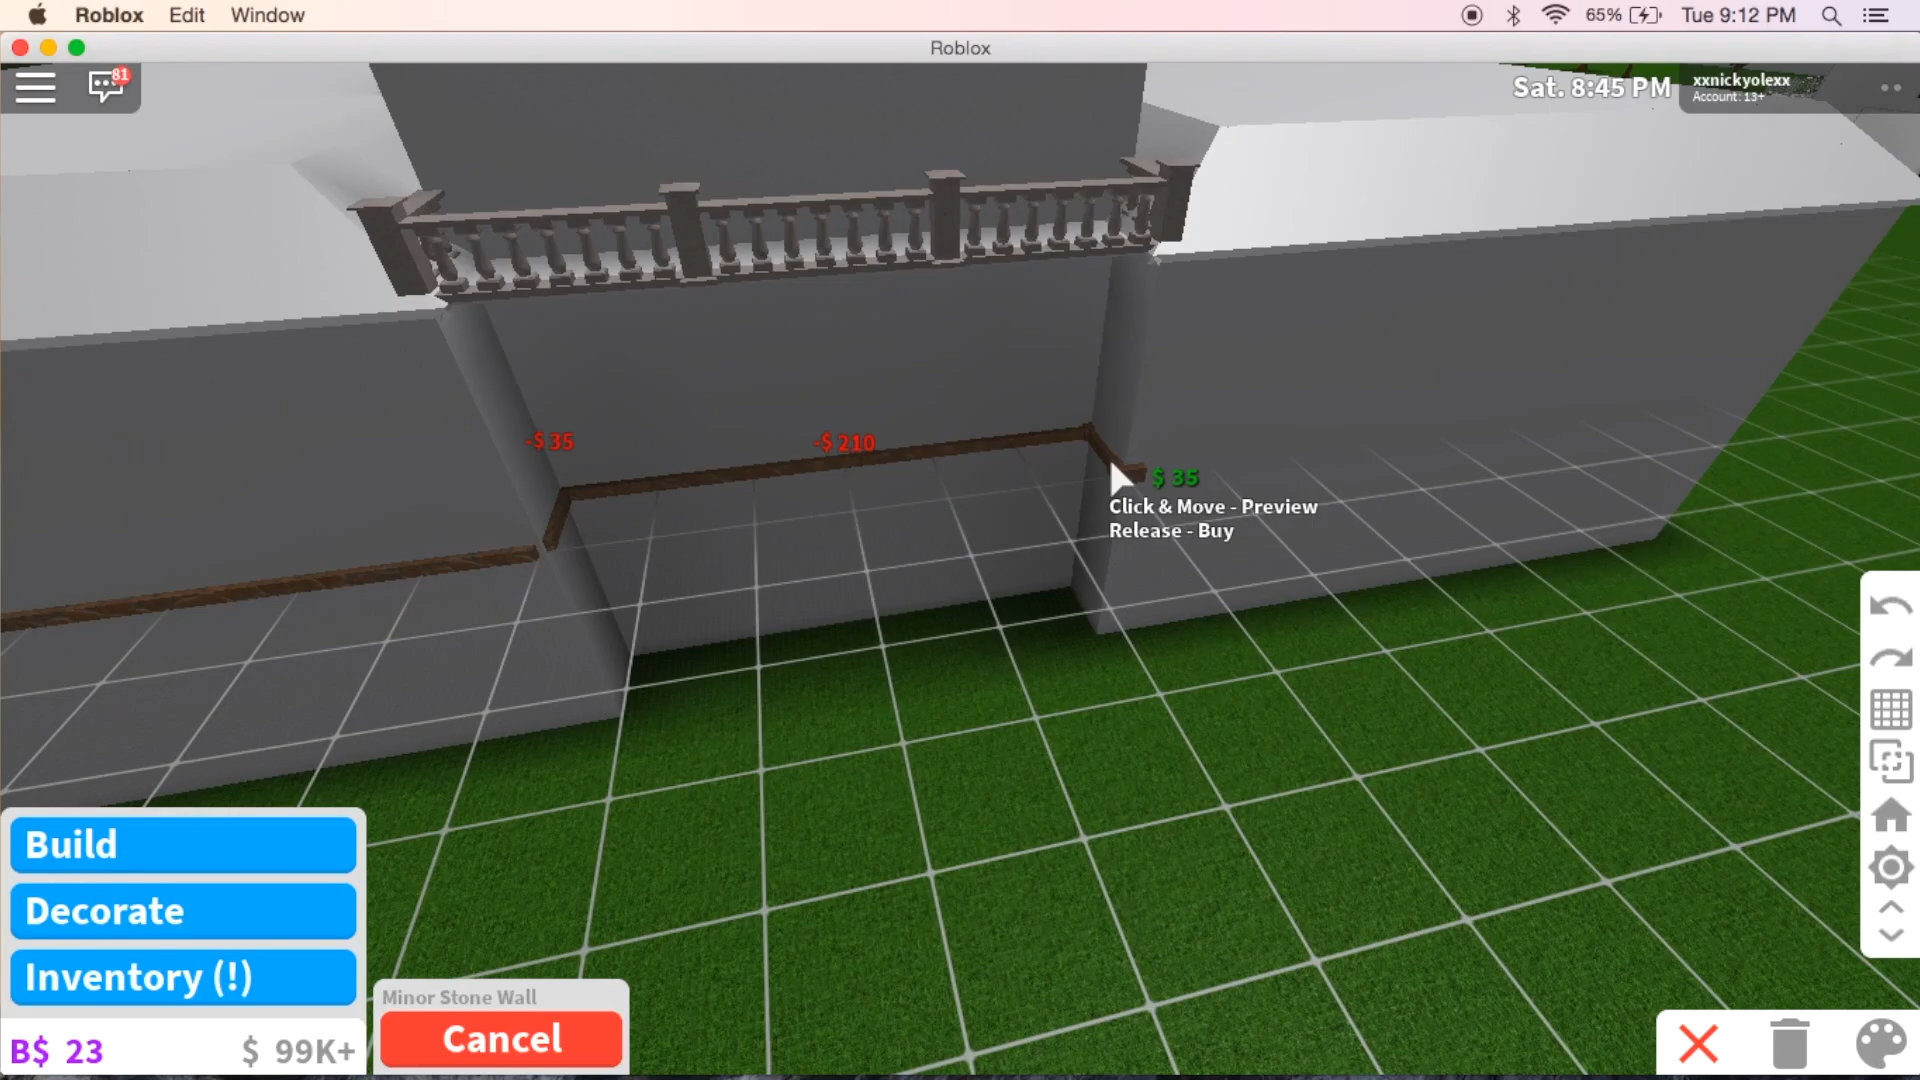 Roblox Edit Window 65% Tue 9:12 PM
Roblox
81
Sat. 8:45 PM
xxnickyolexx
Account: 13+
-$ 35
-$ 210
$ 35
Click & Move - Preview
Release - Buy
Build
Decorate
Inventory (!)
B$ 23 $ 99K+
Minor Stone Wall
Cancel